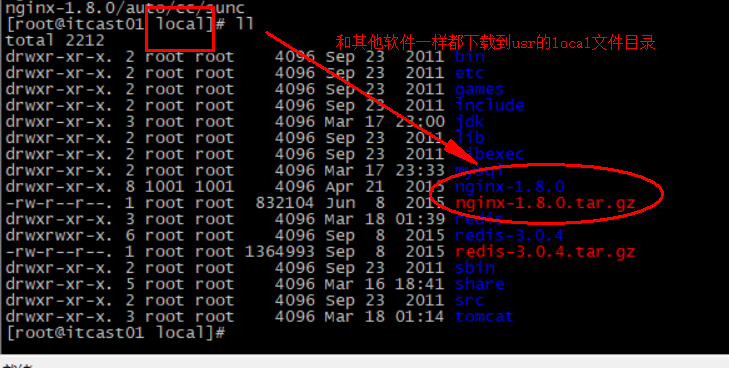 nginx-1.8.0/auto/cc/sunc
[root@itcast01 local]# ll
和其他软件一样都下载到usr的local文件目录
total 2212
drwxr-xr-x. 2 root root 4096 Sep 23 2011 bin
drwxr-xr-x. 2 root root 4096 Sep 23 2011 etc
drwxr-xr-x. 2 root root 4096 Sep 23 2011 games
drwxr-xr-x. 2 root root 4096 Sep 23 2011 include
drwxr-xr-x. 3 root root 4096 Mar 17 23:00 jdk
drwxr-xr-x. 2 root root 4096 Sep 23 2011 lib
drwxr-xr-x. 2 root root 4096 Sep 23 2011 libexec
drwxr-xr-x. 2 root root 4096 Mar 17 23:33 mysql
drwxr-xr-x. 8 1001 1001 4096 Apr 21 2015 nginx-1.8.0
-rw-r--r--. 1 root root 832104 Jun 8 2015 nginx-1.8.0.tar.gz
drwxr-xr-x. 3 root root 4096 Mar 18 01:39 redis
drwxrwxr-x. 6 root root 4096 Sep 8 2015 redis-3.0.4
-rw-r--r--. 1 root root 1364993 Sep 8 2015 redis-3.0.4.tar.gz
drwxr-xr-x. 2 root root 4096 Sep 23 2011 sbin
drwxr-xr-x. 5 root root 4096 Mar 16 18:41 share
drwxr-xr-x. 2 root root 4096 Sep 23 2011 src
drwxr-xr-x. 3 root root 4096 Mar 18 01:14 tomcat
[root@itcast01 local]#